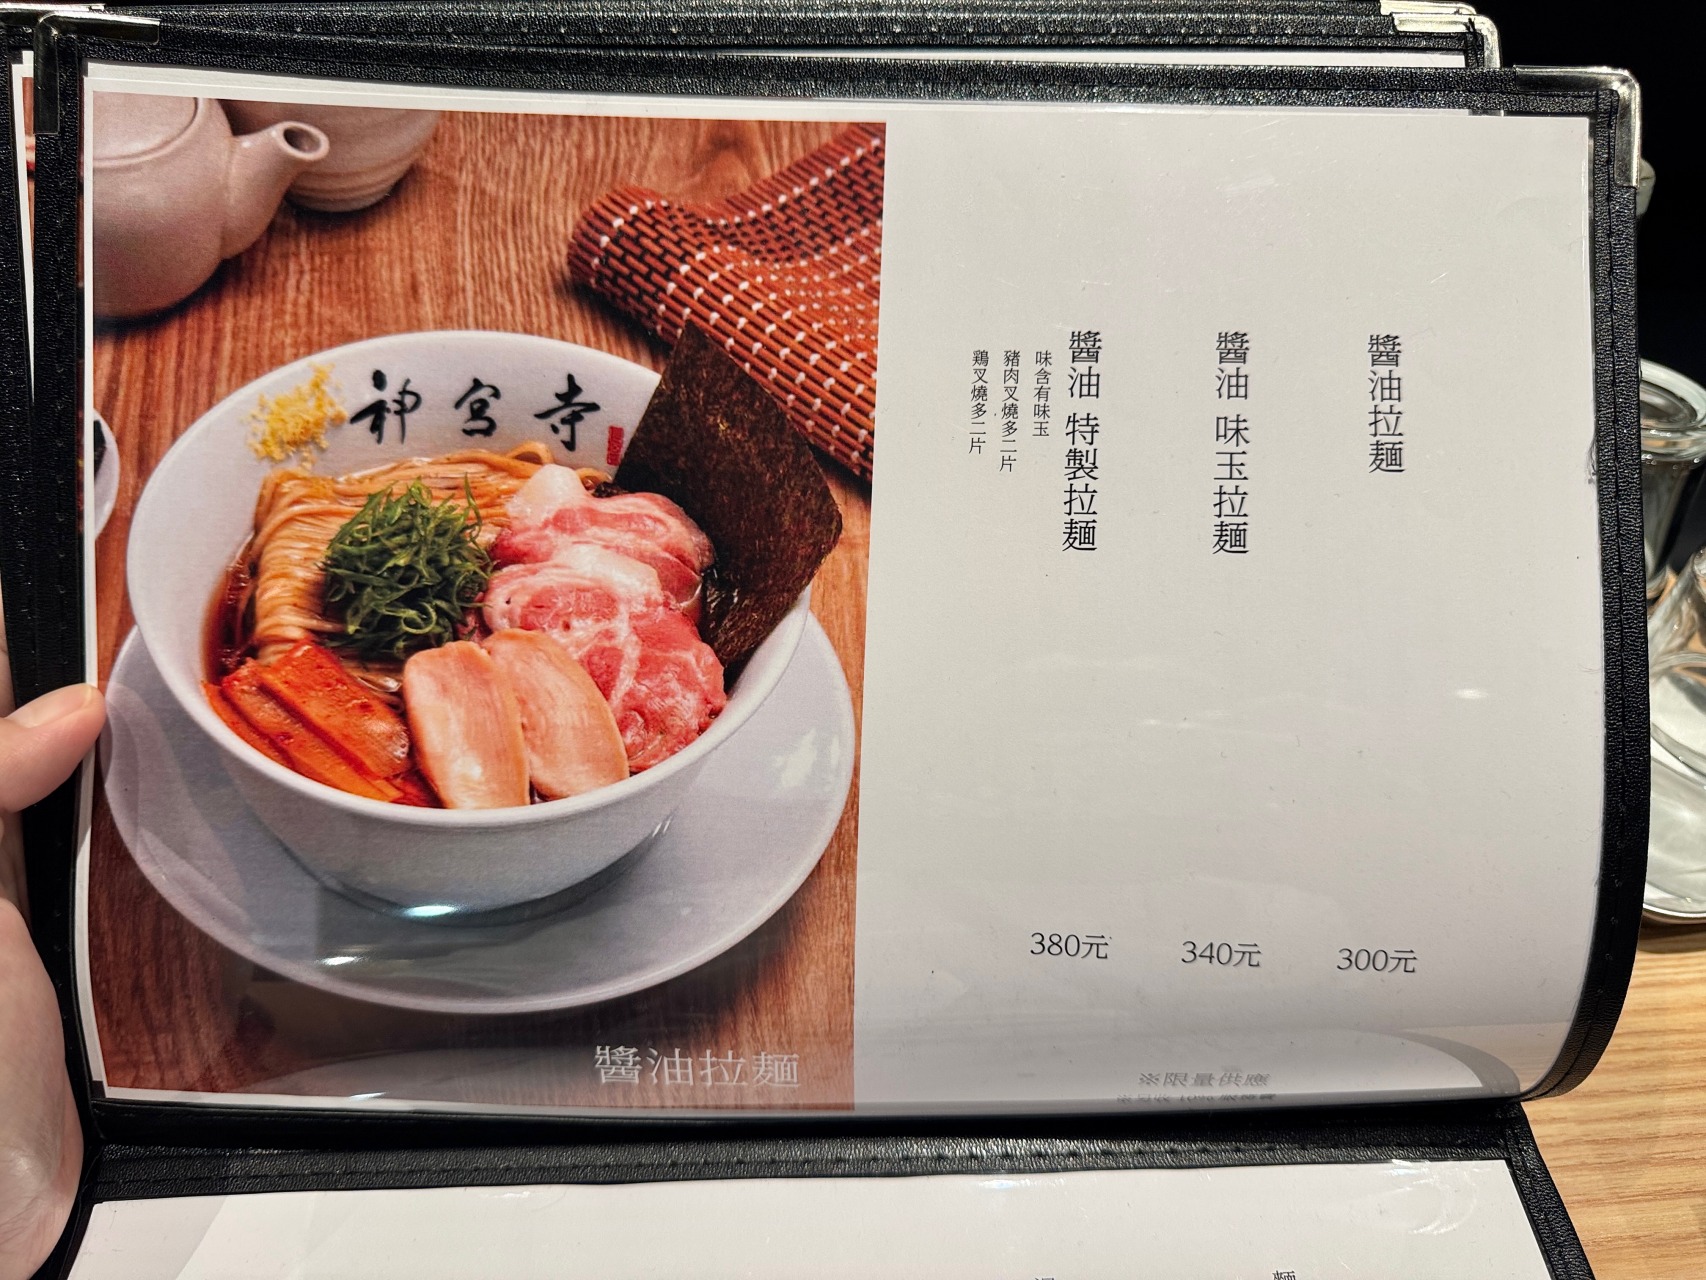 神宮寺
醬油拉麵
醬油拉麵
300元
醬油 味玉拉麵
340元
醬油 特製拉麵
味含有味玉
豬肉叉燒多二片
鶏叉燒多二片
380元
※限量供應